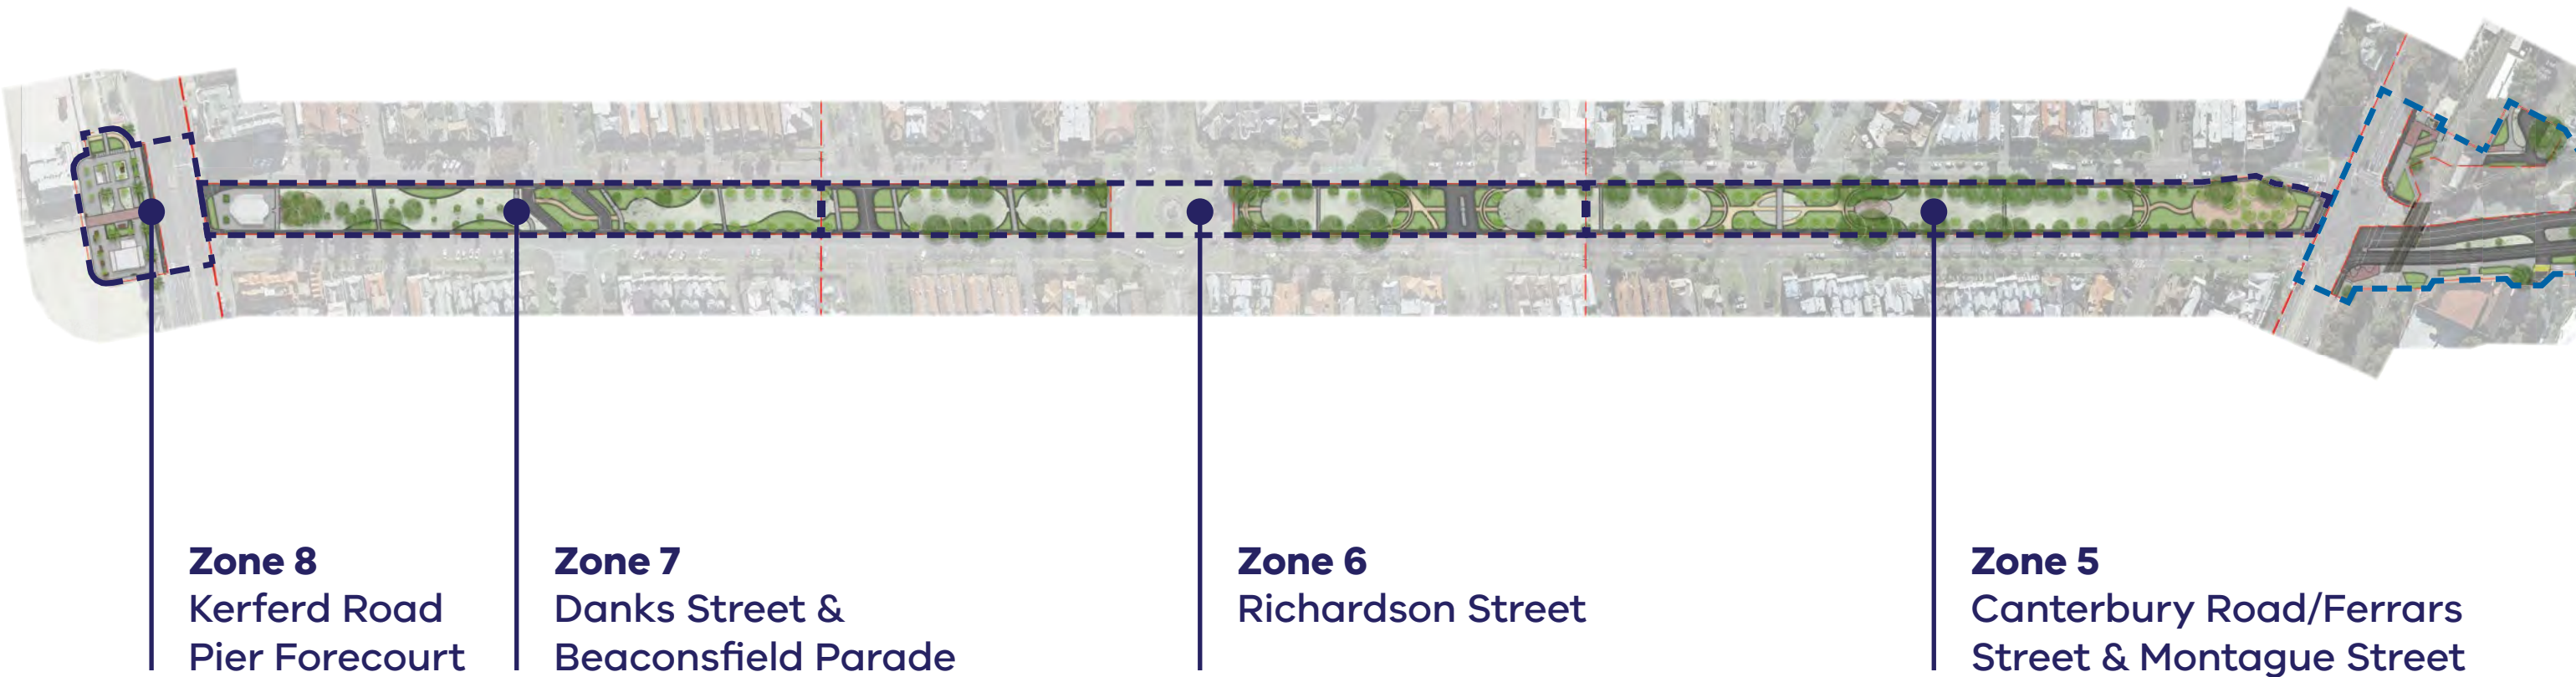 Zone 8
Kerferd Road
Pier Forecourt
Zone 7
Danks Street &
Beaconsfield Parade
Zone 6
Richardson Street
Zone 5
Canterbury Road/Ferrars
Street & Montague Street